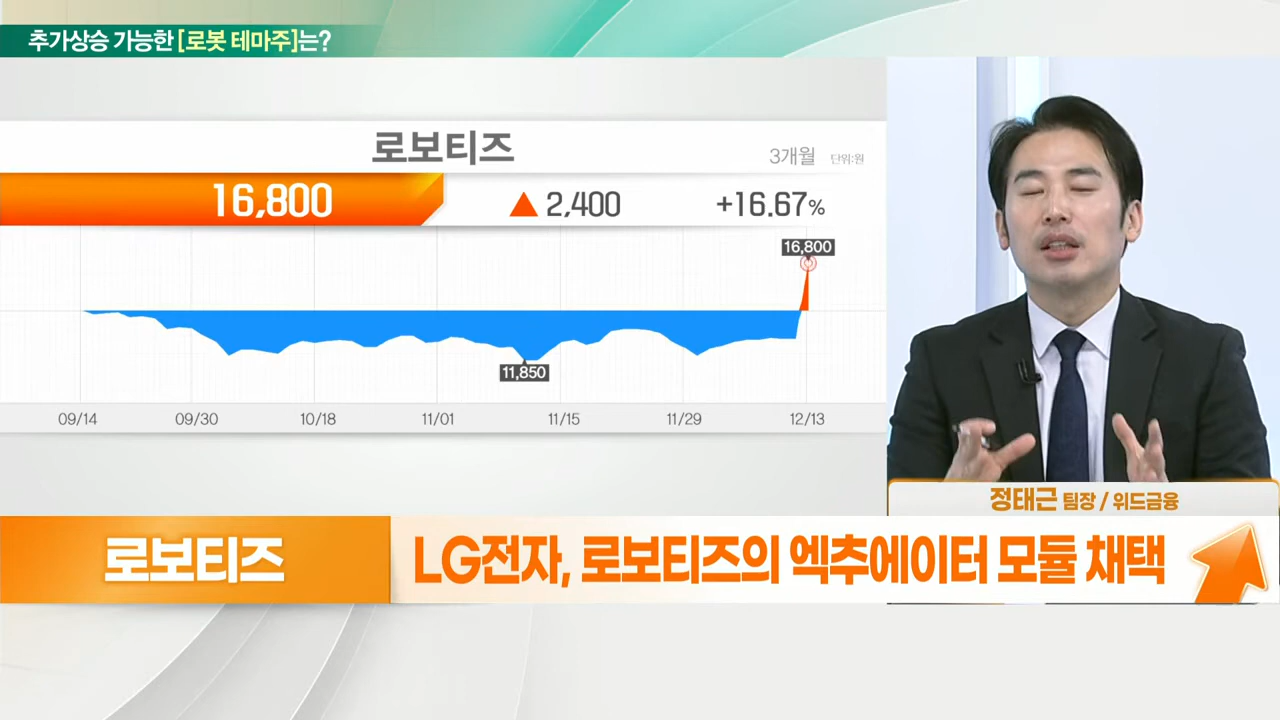 추가상승 가능한 [로봇 테마주]는?
로보티즈
3개월 단위:원
16,800 ▲ 2,400 +16.67%
16,800
11,850
09/14 09/30 10/18 11/01 11/15 11/29 12/13
정태근 팀장 / 위드금융
로보티즈
LG전자, 로보티즈의 엑추에이터 모듈 채택